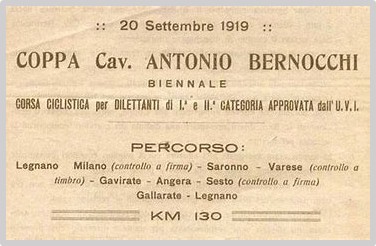 :: 20 Settembre 1919 ::
COPPA Cav. ANTONIO BERNOCCHI
BIENNALE
CORSA CICLISTICA per DILETTANTI di I.ª e II.ª CATEGORIA APPROVATA dall'U.V.I.
PERCORSO:
Legnano Milano (controllo a firma) - Saronno - Varese (controllo a
timbro) - Gavirate - Angera - Sesto (controllo a firma)
Gallarate - Legnano
KM 130